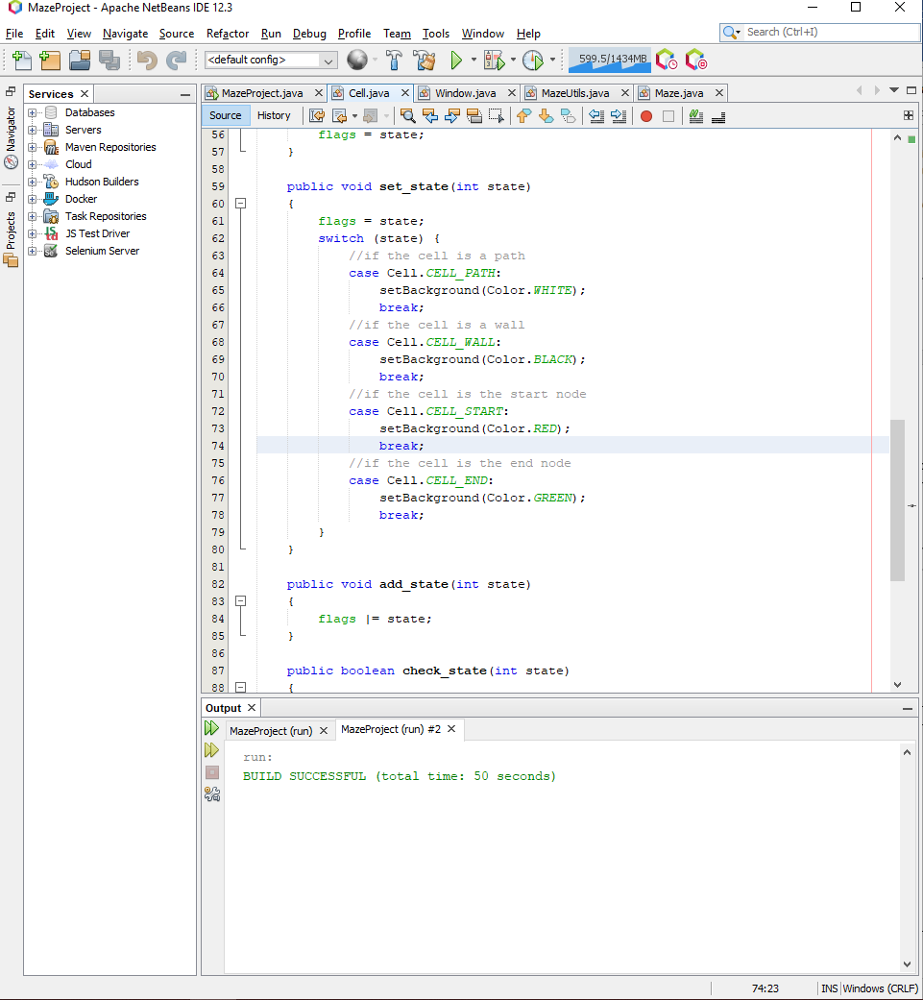 MazeProject - Apache NetBeans IDE 12.3
File Edit View Navigate Source Refactor Run Debug Profile Team Tools Window Help
Search (Ctrl+I)
<default config>
599.5/1434MB
Navigator
Projects
Services
Databases
Servers
Maven Repositories
Cloud
Hudson Builders
Docker
Task Repositories
JS Test Driver
Selenium Server
MazeProject.java Cell.java Window.java MazeUtils.java Maze.java
Source History
56 flags = state;
57 }
58
59 public void set_state(int state)
60 {
61 flags = state;
62 switch (state) {
63 //if the cell is a path
64 case Cell.CELL_PATH:
65 setBackground(Color.WHITE);
66 break;
67 //if the cell is a wall
68 case Cell.CELL_WALL:
69 setBackground(Color.BLACK);
70 break;
71 //if the cell is the start node
72 case Cell.CELL_START:
73 setBackground(Color.RED);
74 break;
75 //if the cell is the end node
76 case Cell.CELL_END:
77 setBackground(Color.GREEN);
78 break;
79 }
80 }
81
82 public void add_state(int state)
83 {
84 flags |= state;
85 }
86
87 public boolean check_state(int state)
88 {
Output
MazeProject (run) MazeProject (run) #2
run:
BUILD SUCCESSFUL (total time: 50 seconds)
74:23 INS Windows (CRLF)